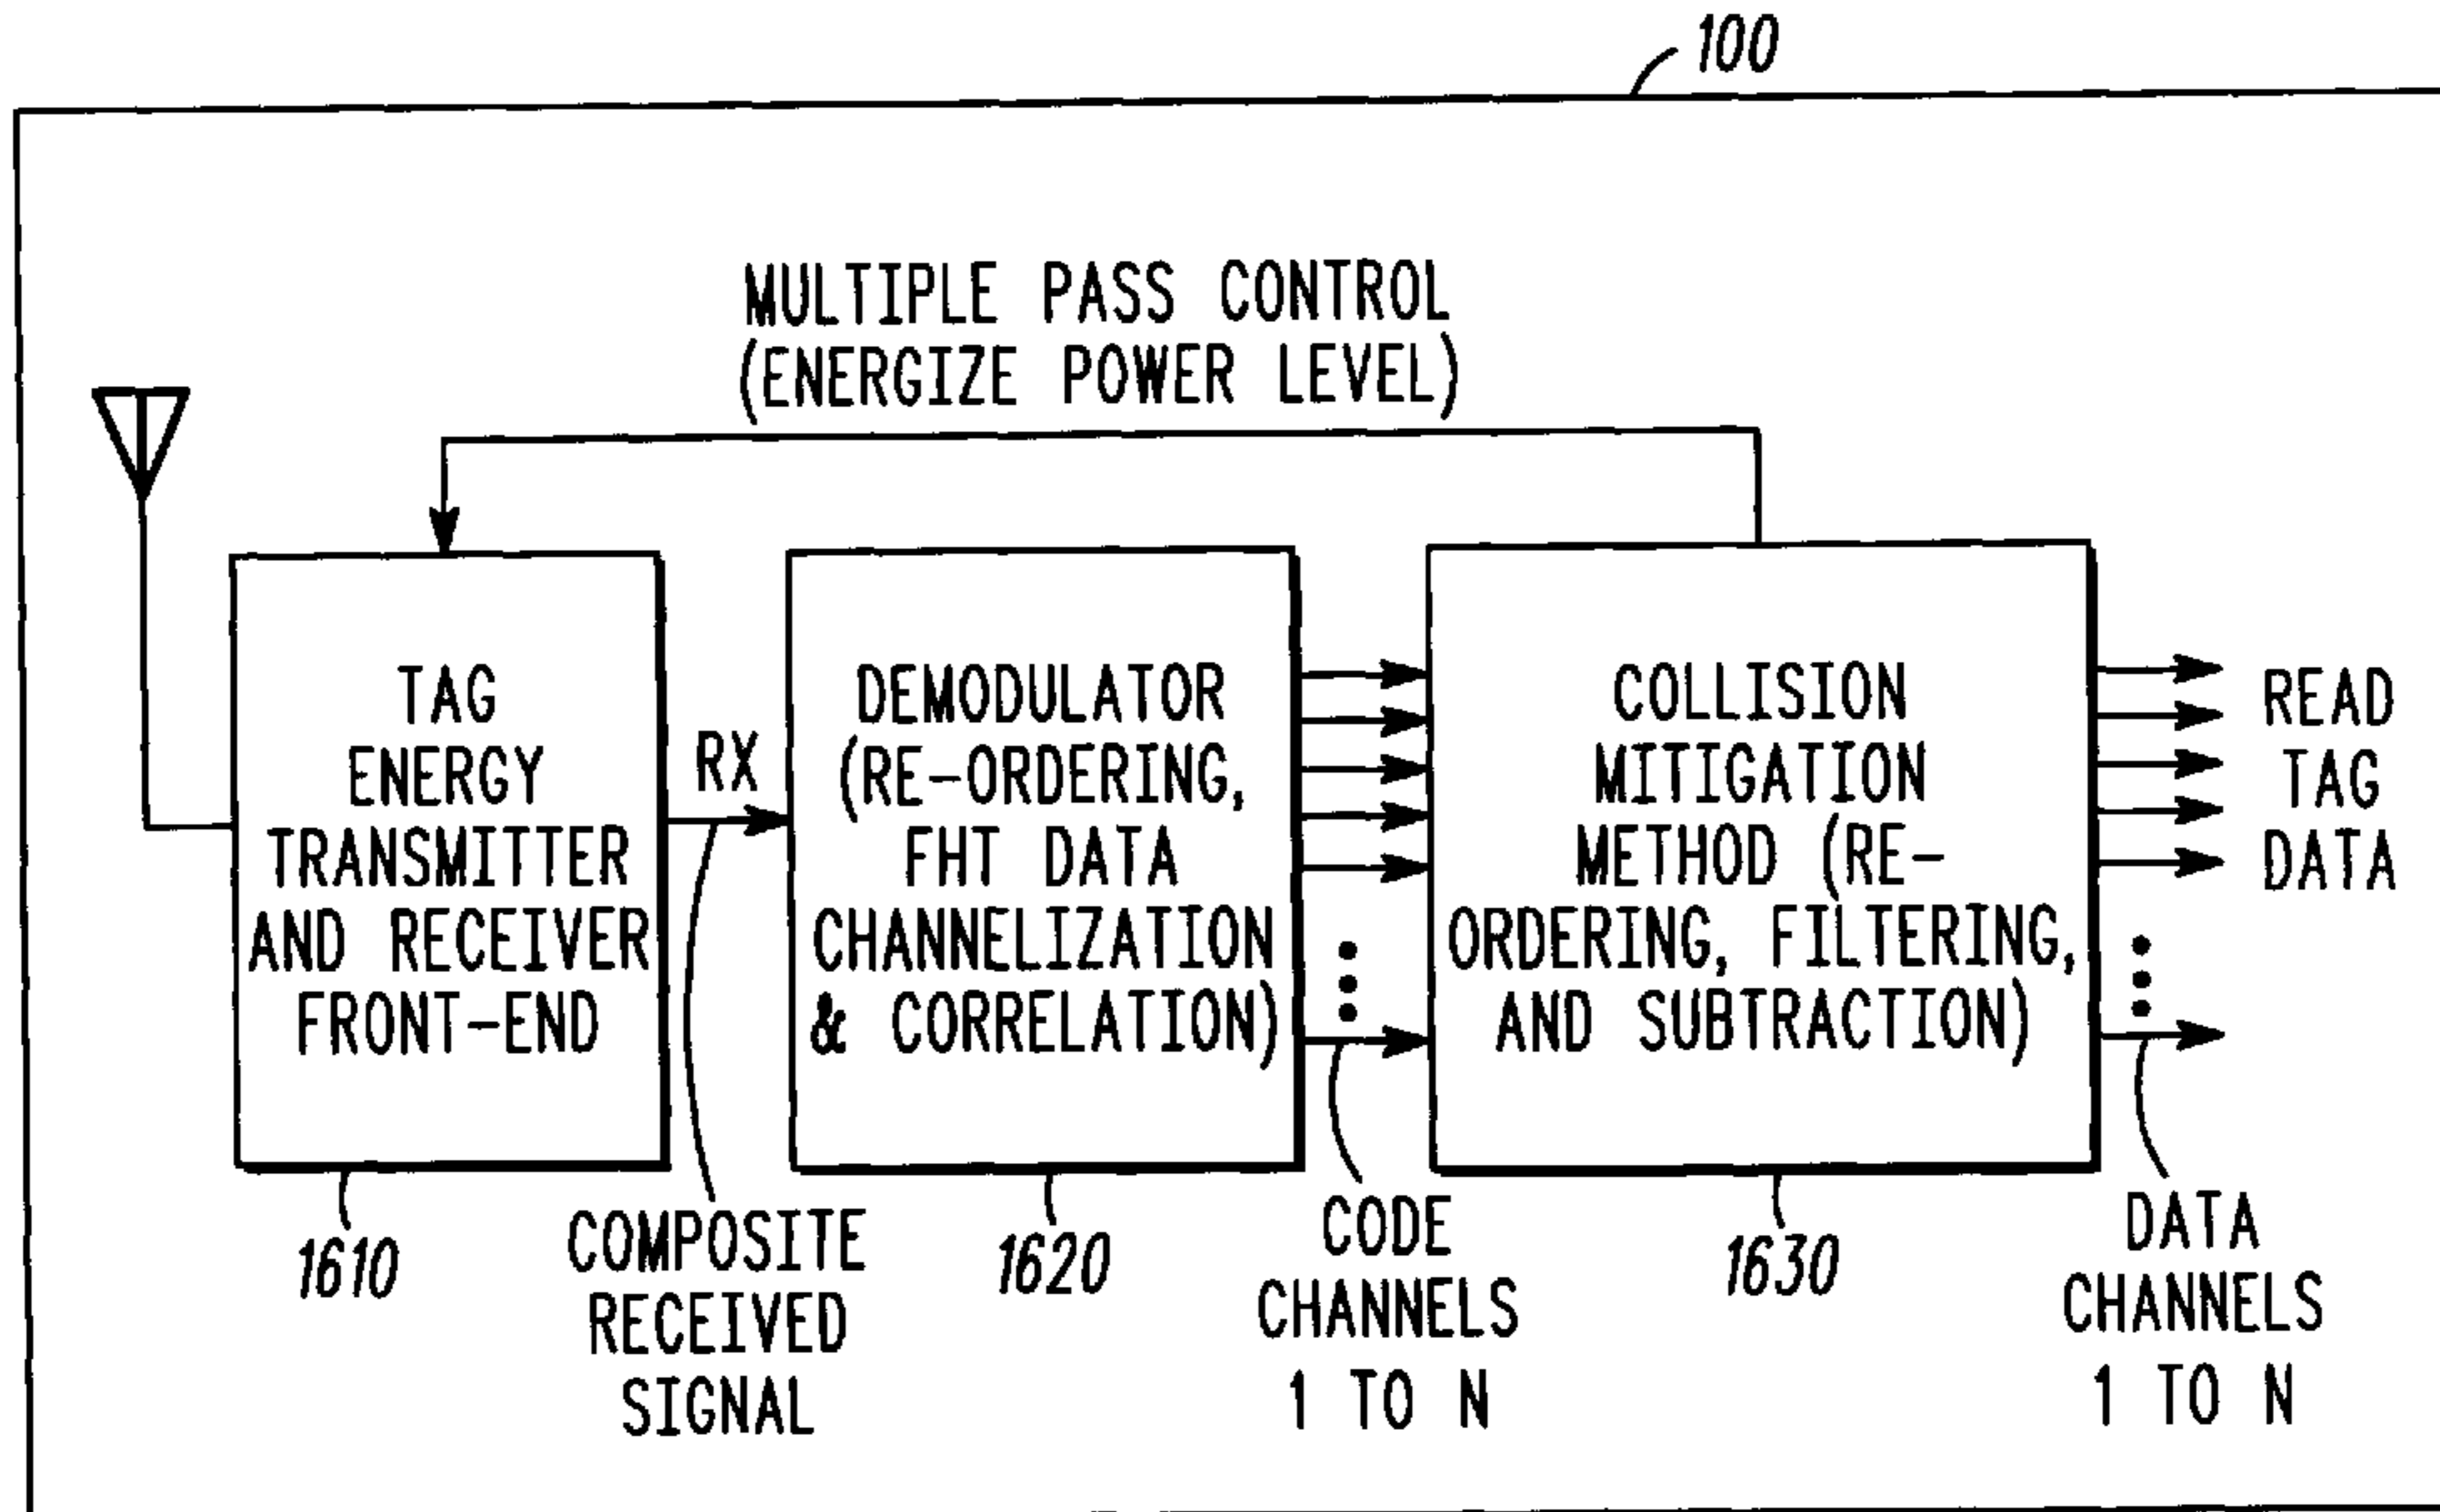 100
MULTIPLE PASS CONTROL
(ENERGIZE POWER LEVEL)
TAG
ENERGY
TRANSMITTER
AND RECEIVER
FRONT-END
RX
DEMODULATOR
(RE-ORDERING,
FHT DATA
CHANNELIZATION
& CORRELATION)
COLLISION
MITIGATION
METHOD (RE-
ORDERING, FILTERING,
AND SUBTRACTION)
READ
TAG
DATA
1610
COMPOSITE
RECEIVED
SIGNAL
1620
CODE
CHANNELS
1 TO N
1630
DATA
CHANNELS
1 TO N